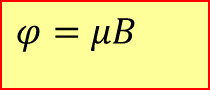 φ = μB